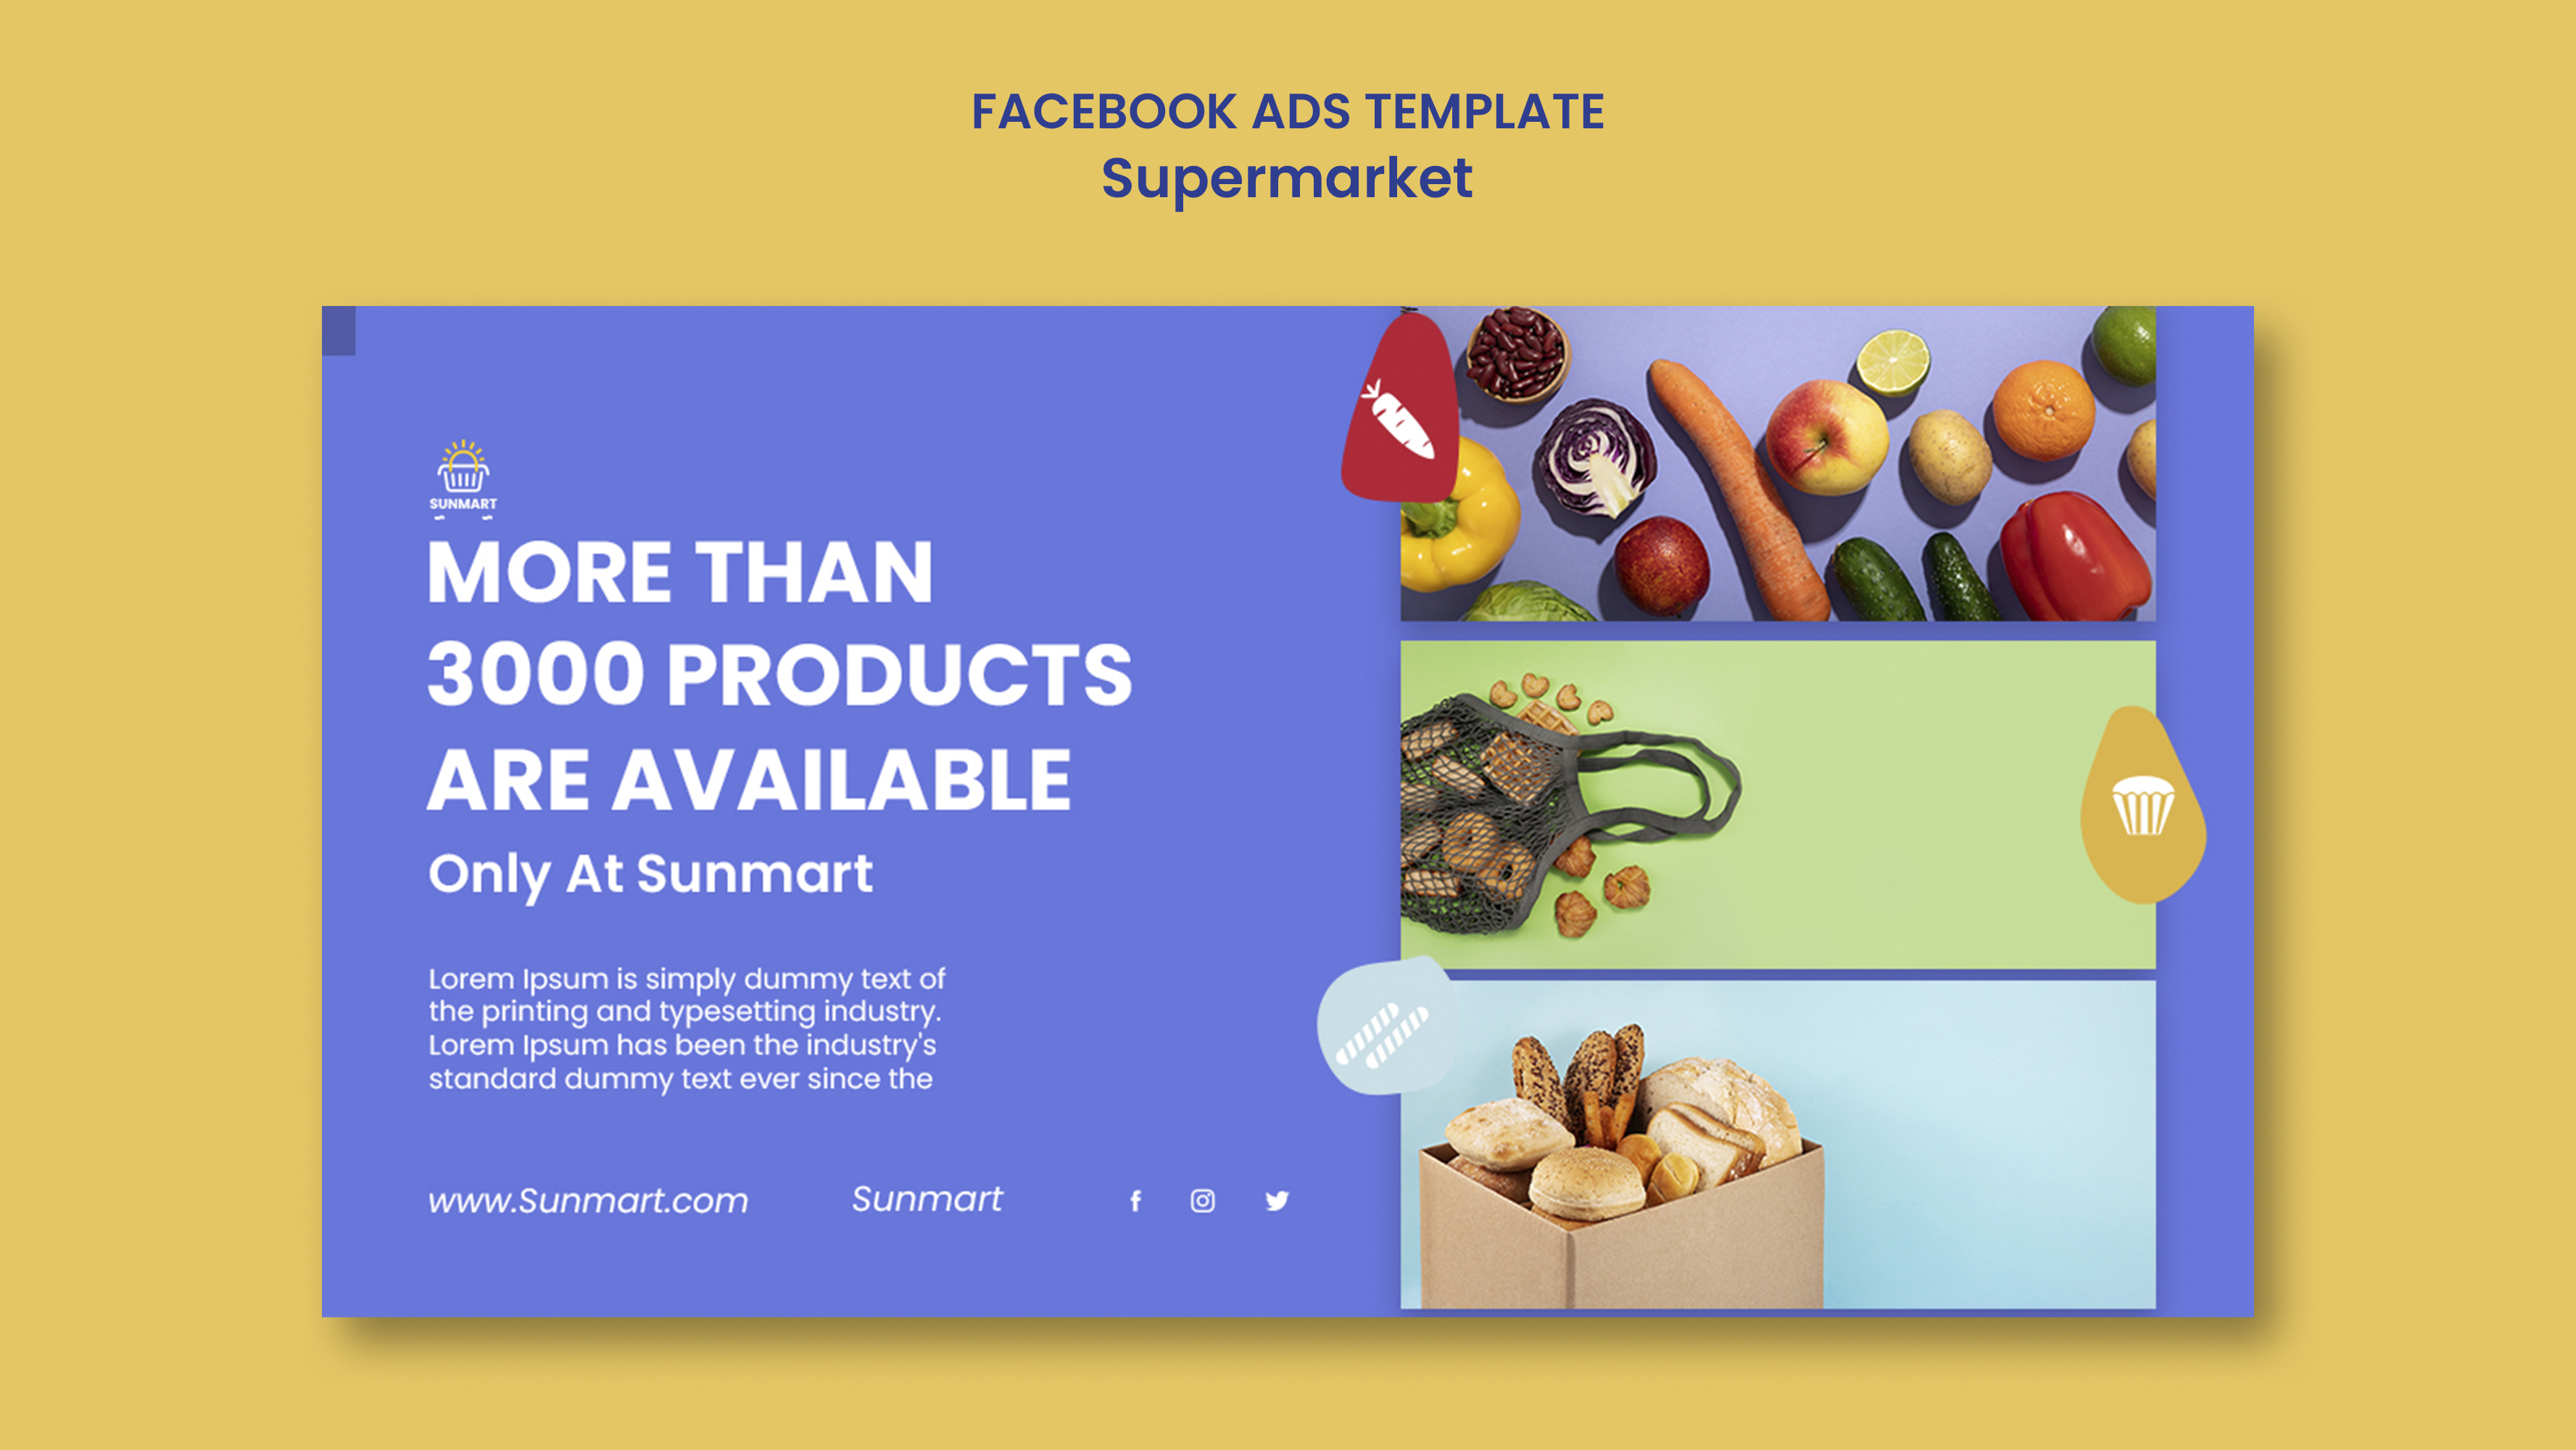 FACEBOOK ADS TEMPLATE
Supermarket
SUNMART
MORE THAN
3000 PRODUCTS
ARE AVAILABLE
Only At Sunmart
Lorem Ipsum is simply dummy text of
the printing and typesetting industry.
Lorem Ipsum has been the industry's
standard dummy text ever since the
www.Sunmart.com
Sunmart